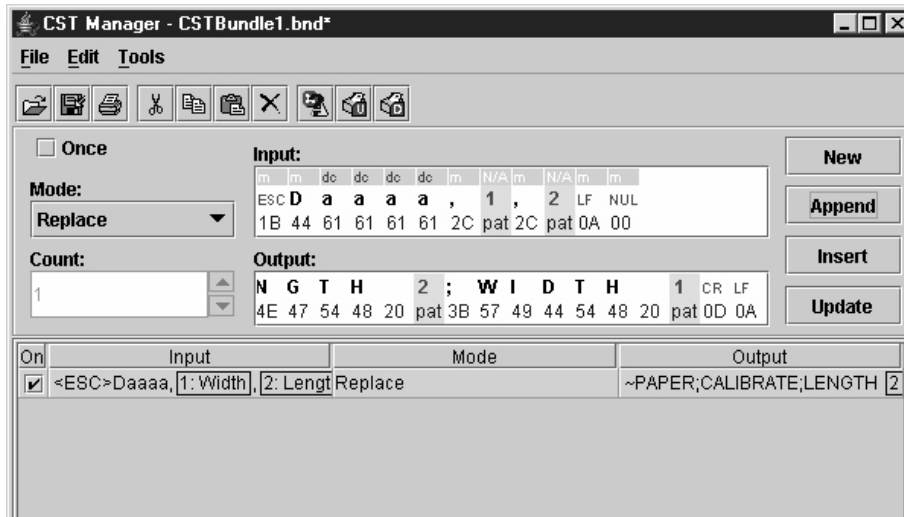 CST Manager - CSTBundle1.bnd*
File Edit Tools
Once
Mode:
Replace
Count:
1
Input:
m m dc dc dc dc m N/A m N/A m m
ESC D a a a a , 1 , 2 LF NUL
1B 44 61 61 61 61 2C pat 2C pat 0A 00
Output:
N G T H 2 ; W I D T H 1 CR LF
4E 47 54 48 20 pat 3B 57 49 44 54 48 20 pat 0D 0A
New
Append
Insert
Update
On Input Mode Output
<ESC>Daaaa, 1: Width , 2: Lengt Replace ~PAPER;CALIBRATE;LENGTH 2